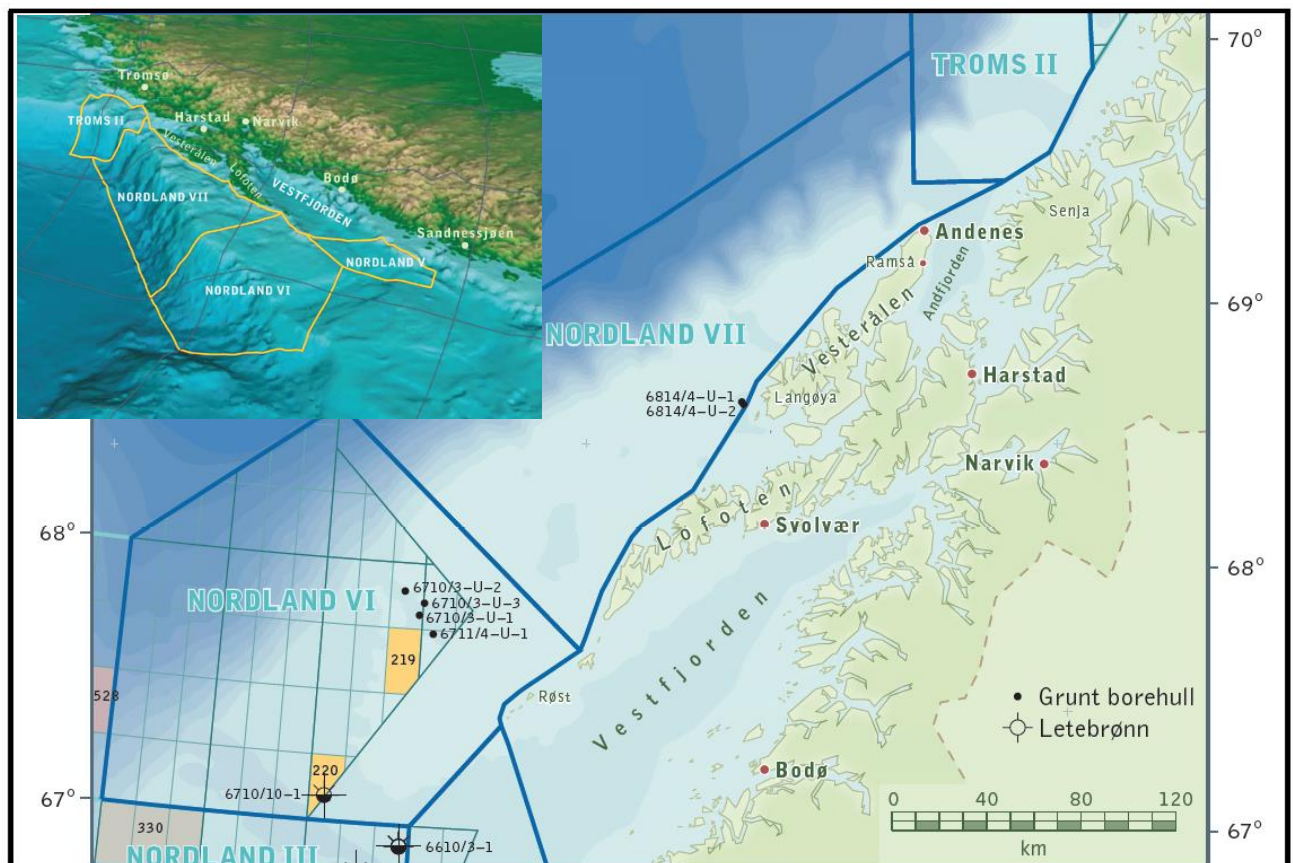 Tromsø
TROMS II
Harstad
Narvik
Vesterålen
Lofoten
NORDLAND VII
VESTFJORDEN
Bodø
Sandnessjøen
NORDLAND V
NORDLAND VI
TROMS II
70°
Senja
Andenes
Ramså
Andfjorden
69°
NORDLAND VII
Vesterålen
Harstad
6814/4-U-1
6814/4-U-2
Langøya
Narvik
68°
Lofoten
Svolvær
68°
NORDLAND VI
6710/3-U-2
6710/3-U-3
6710/3-U-1
6711/4-U-1
219
528
Røst
Vestfjorden
Grunt borehull
Letebrønn
220
6710/10-1
67°
Bodø
0 40 80 120
km
330
6610/3-1
67°
NORDLAND III